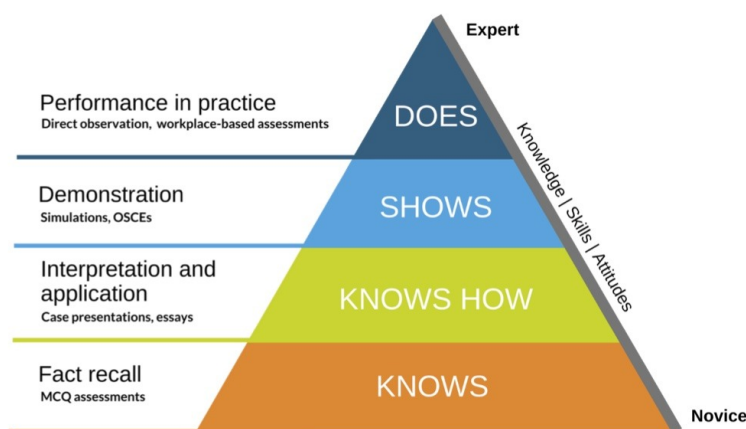 Expert
Performance in practice
Direct observation, workplace-based assessments
DOES
Demonstration
Simulations, OSCEs
SHOWS
Knowledge | Skills | Attitudes
Interpretation and
application
Case presentations, essays
KNOWS HOW
Fact recall
MCQ assessments
KNOWS
Novice